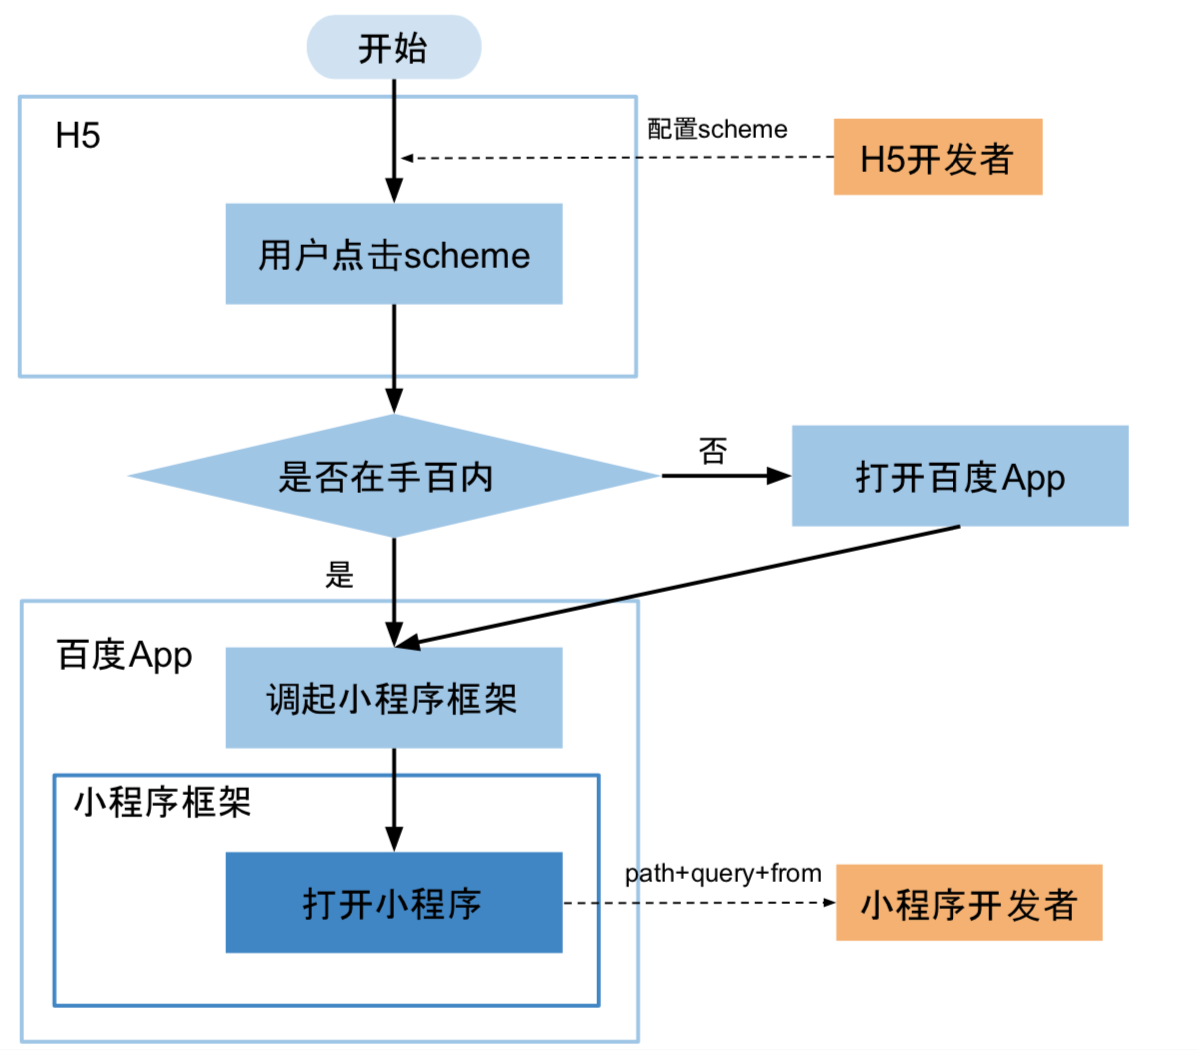 开始
H5
配置scheme
H5开发者
用户点击scheme
是否在手百内
否
打开百度App
是
百度App
调起小程序框架
小程序框架
打开小程序
path+query+from
小程序开发者